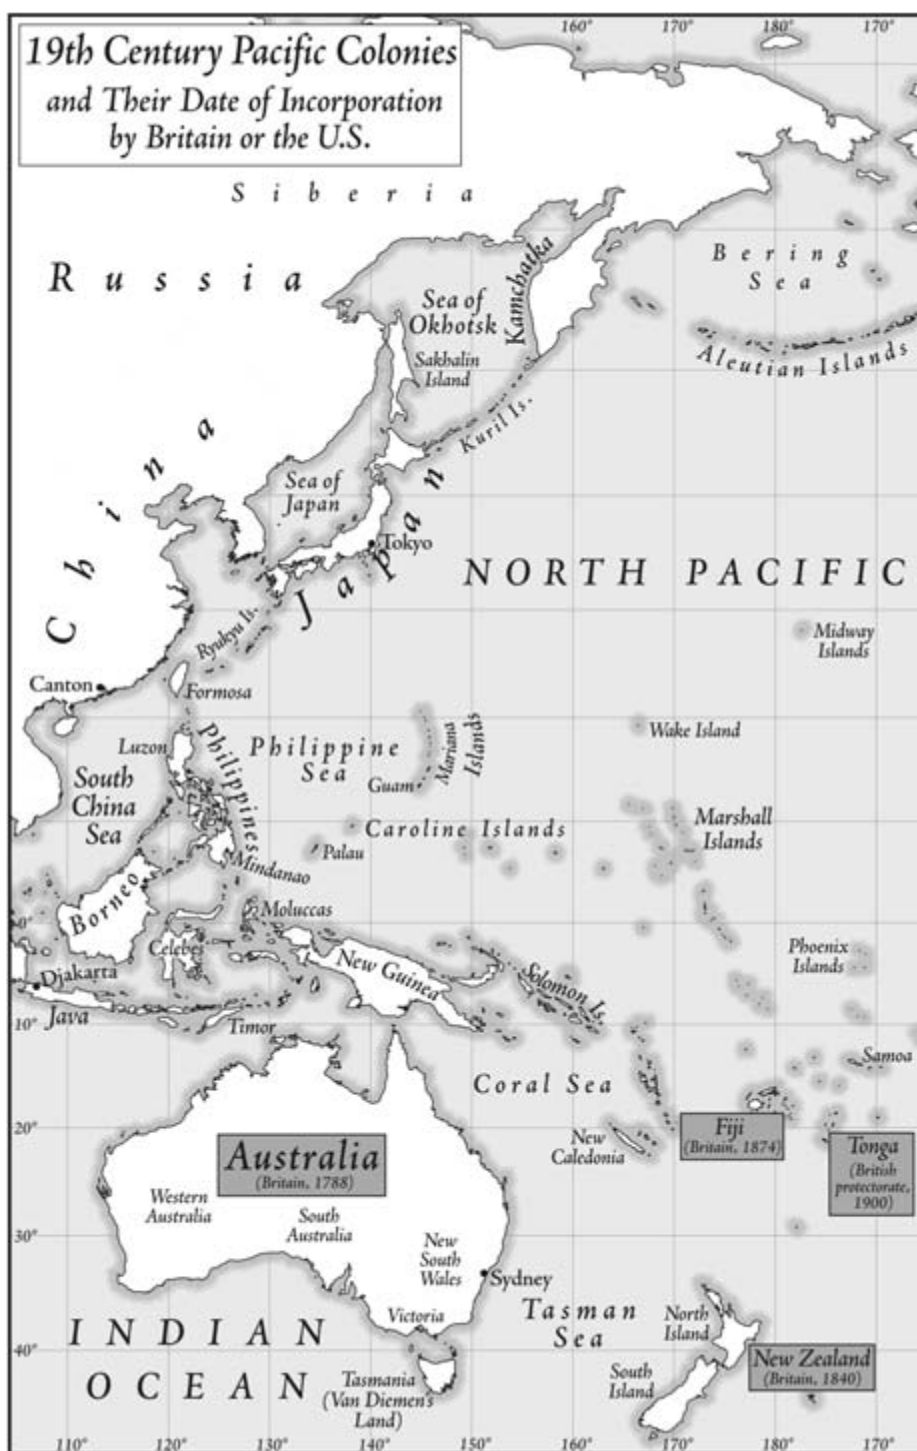 160°
170°
170°
19th Century Pacific Colonies
and Their Date of Incorporation
by Britain or the U.S.
Siberia
Russia
Bering
Sea
Kamchatka
Sea of
Okhotsk
Sakhalin
Island
Aleutian Islands
Kuril Is.
China
Sea of
Japan
Japan
Tokyo
NORTH PACIFIC
Ryukyu Is.
Midway
Islands
Canton
Formosa
Luzon
Philippines
Philippine
Sea
Mariana
Islands
Guam
Wake Island
South
China
Sea
Caroline Islands
Marshall
Islands
Palau
Mindanao
Borneo
Moluccas
0°
Celebes
New Guinea
Phoenix
Islands
Djakarta
Solomon Is.
Java
10°
Timor
Samoa
Coral Sea
20°
Fiji
(Britain, 1874)
New
Caledonia
Tonga
(British
protectorate,
1900)
Australia
(Britain, 1788)
Western
Australia
South
Australia
30°
New
South
Wales
Sydney
Tasman
Sea
Victoria
North
Island
INDIAN
OCEAN
40°
New Zealand
(Britain, 1840)
South
Island
Tasmania
(Van Diemen's
Land)
110°
120°
130°
140°
150°
160°
170°
170°